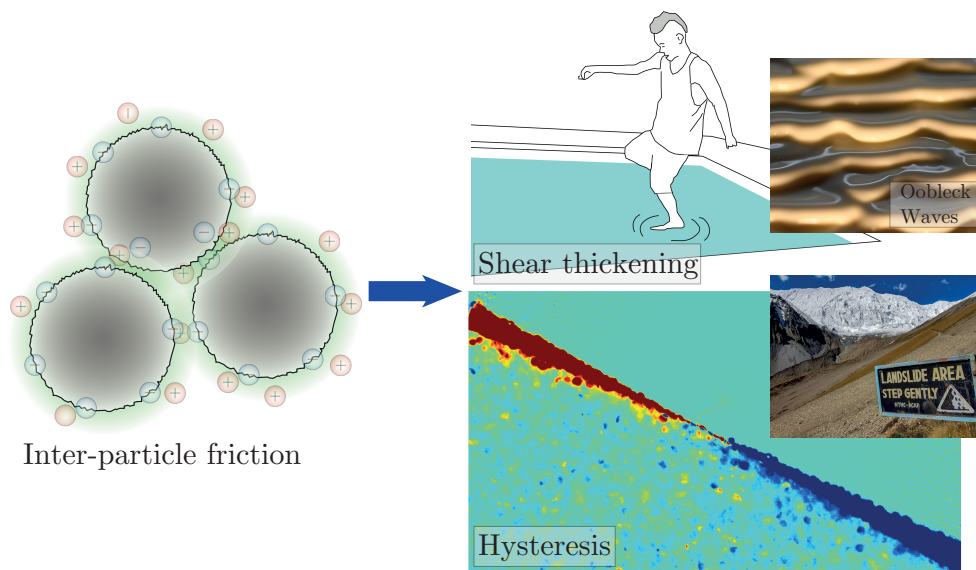 Inter-particle friction
Shear thickening
Oobleck
Waves
LANDSLIDE AREA
STEP GENTLY
Hysteresis